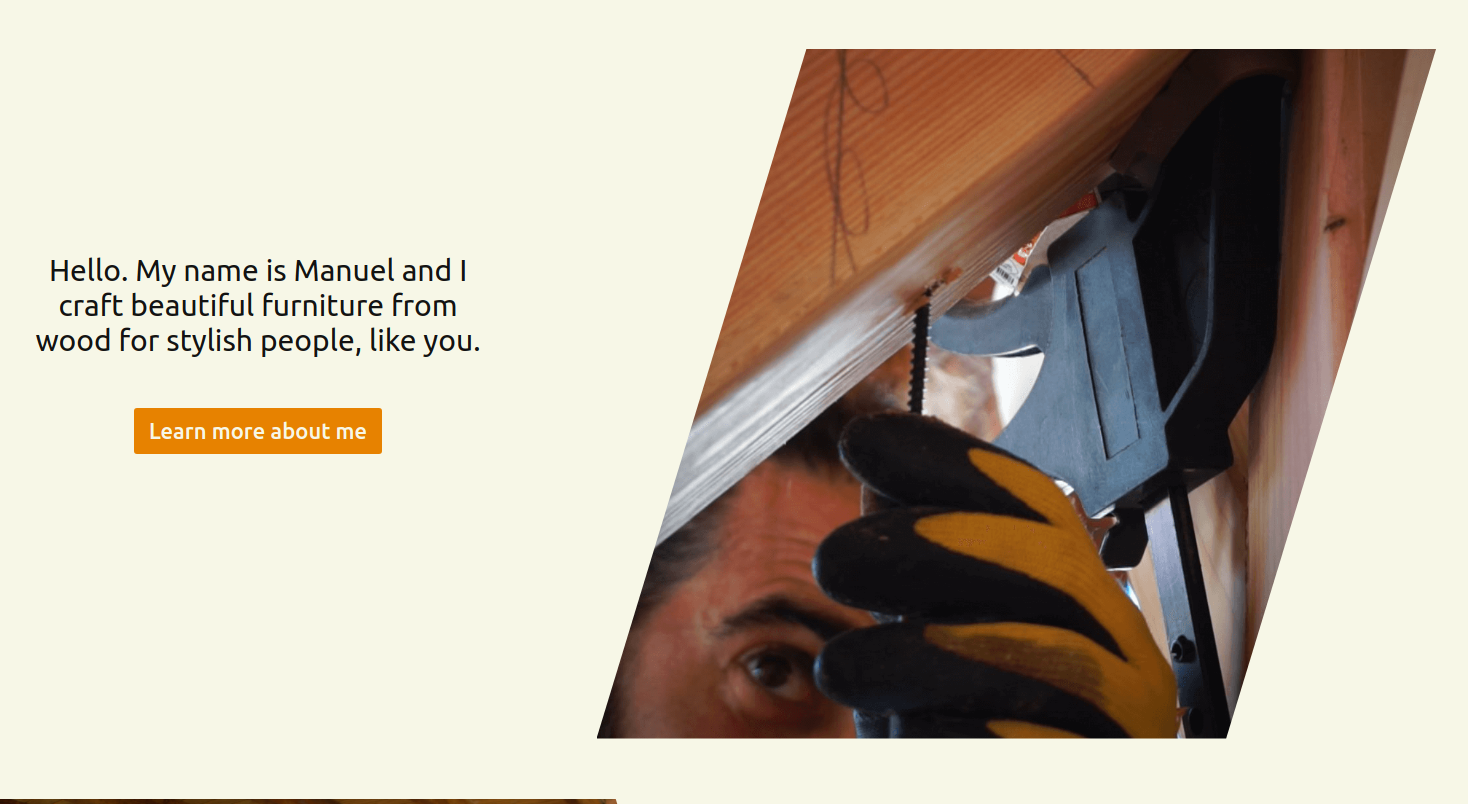 Hello. My name is Manuel and I
craft beautiful furniture from
wood for stylish people, like you.
Learn more about me